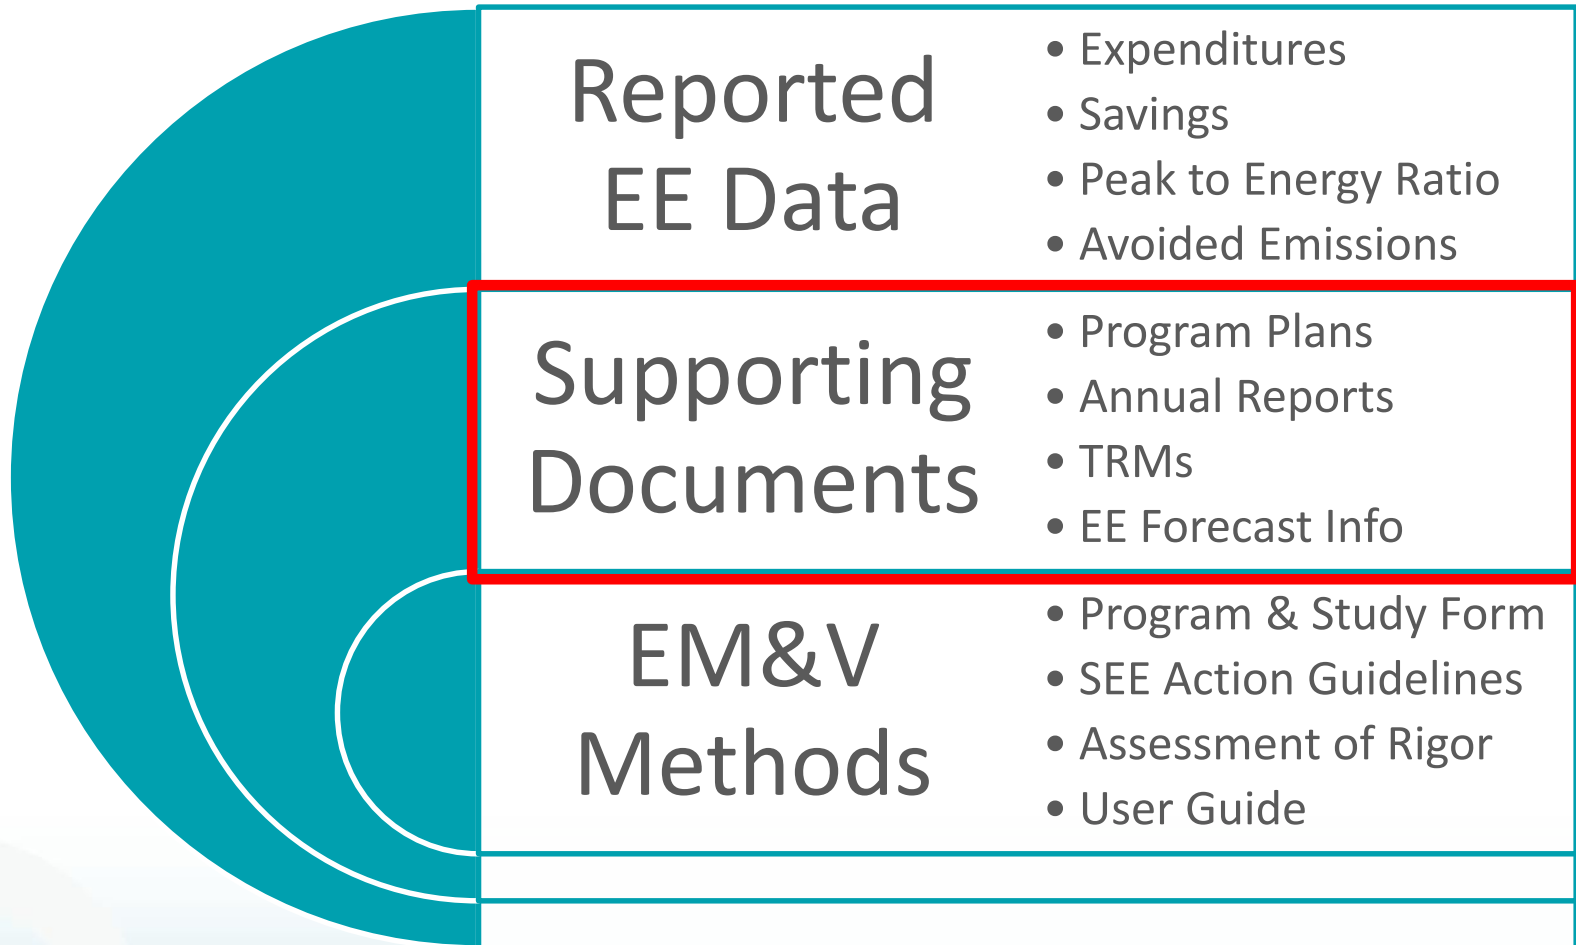 Reported
EE Data
• Expenditures
• Savings
• Peak to Energy Ratio
• Avoided Emissions
Supporting
Documents
• Program Plans
• Annual Reports
• TRMs
• EE Forecast Info
EM&V
Methods
• Program & Study Form
• SEE Action Guidelines
• Assessment of Rigor
• User Guide